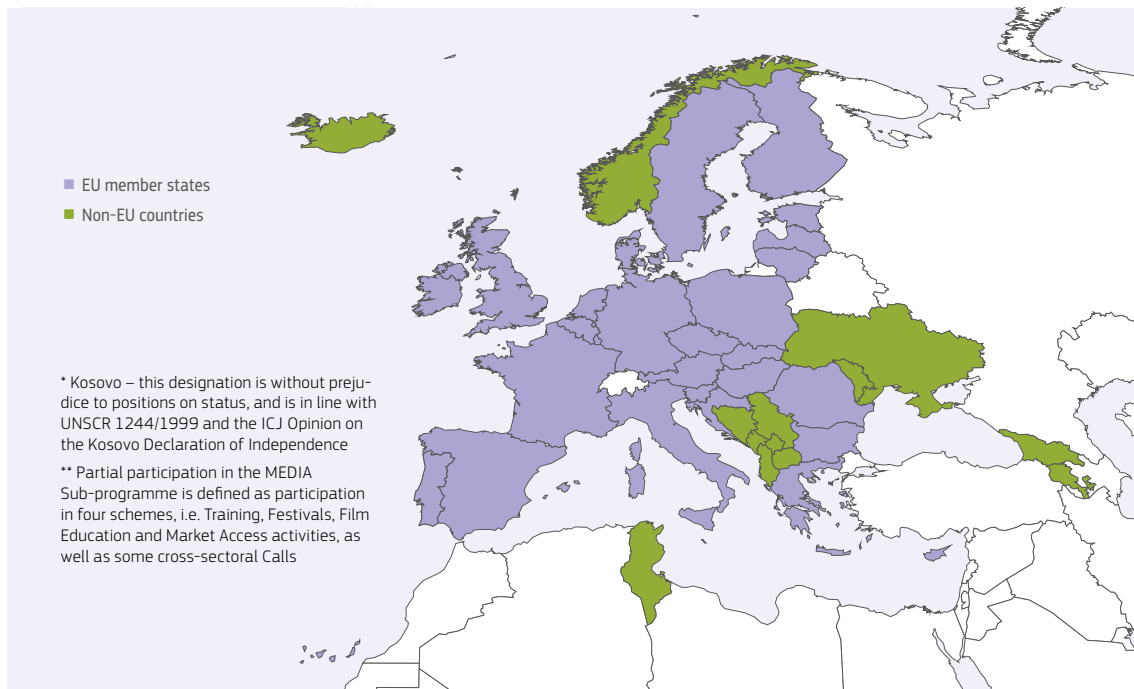 EU member states
Non-EU countries
* Kosovo – this designation is without preju-
dice to positions on status, and is in line with
UNSCR 1244/1999 and the ICJ Opinion on
the Kosovo Declaration of Independence
** Partial participation in the MEDIA
Sub-programme is defined as participation
in four schemes, i.e. Training, Festivals, Film
Education and Market Access activities, as
well as some cross-sectoral Calls